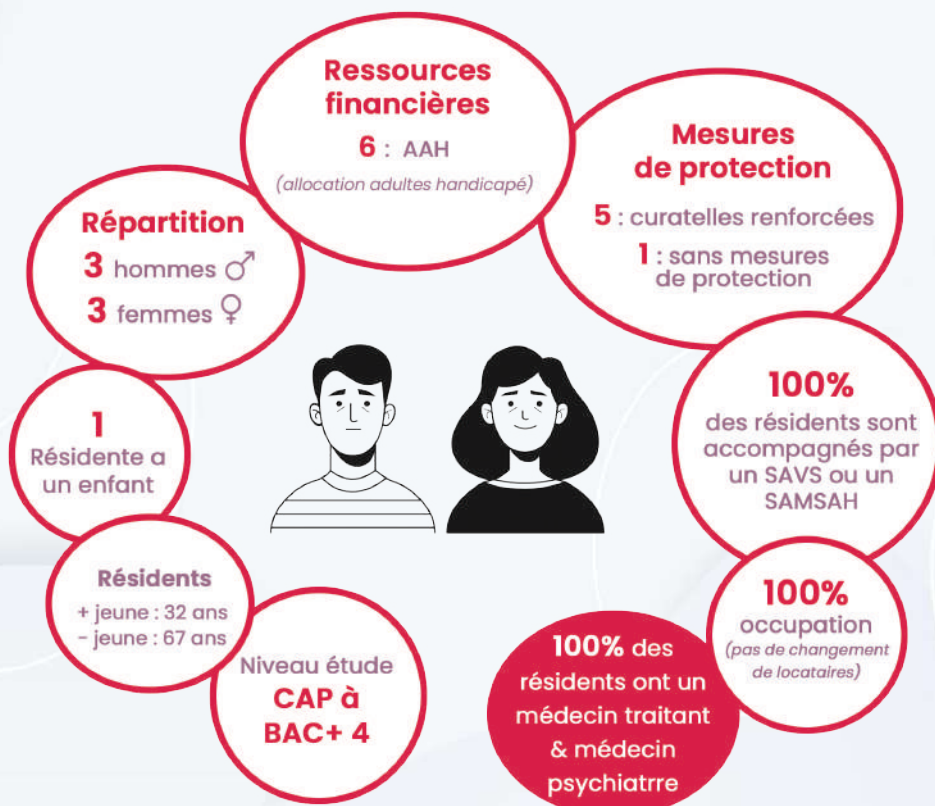 Ressources
financières
6 : AAH
(allocation adultes handicapé)
Mesures
de protection
5 : curatelles renforcées
1 : sans mesures
de protection
Répartition
3 hommes ♂
3 femmes ♀
100%
des résidents sont
accompagnés par
un SAVS ou un
SAMSAH
1
Résidente a
un enfant
Résidents
+ jeune : 32 ans
- jeune : 67 ans
100%
occupation
(pas de changement
de locataires)
Niveau étude
CAP à
BAC+ 4
100% des
résidents ont un
médecin traitant
& médecin
psychiatrre